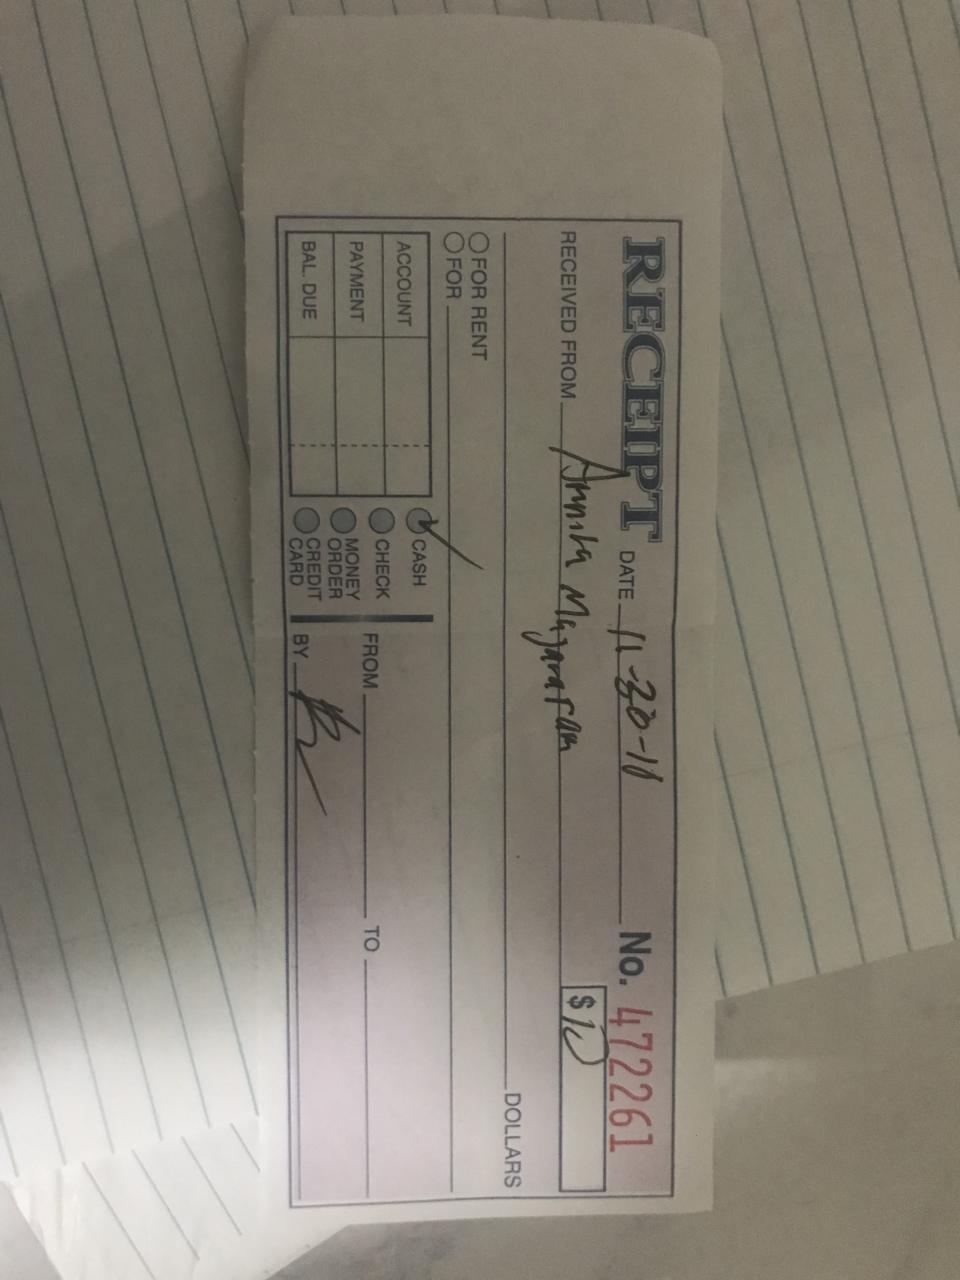 RECEIPT DATE 11-30-18 No. 472261
RECEIVED FROM $10
DOLLARS
FOR RENT
FOR
ACCOUNT
PAYMENT
BAL. DUE
CASH
CHECK
MONEY ORDER
CREDIT CARD
FROM TO
BY